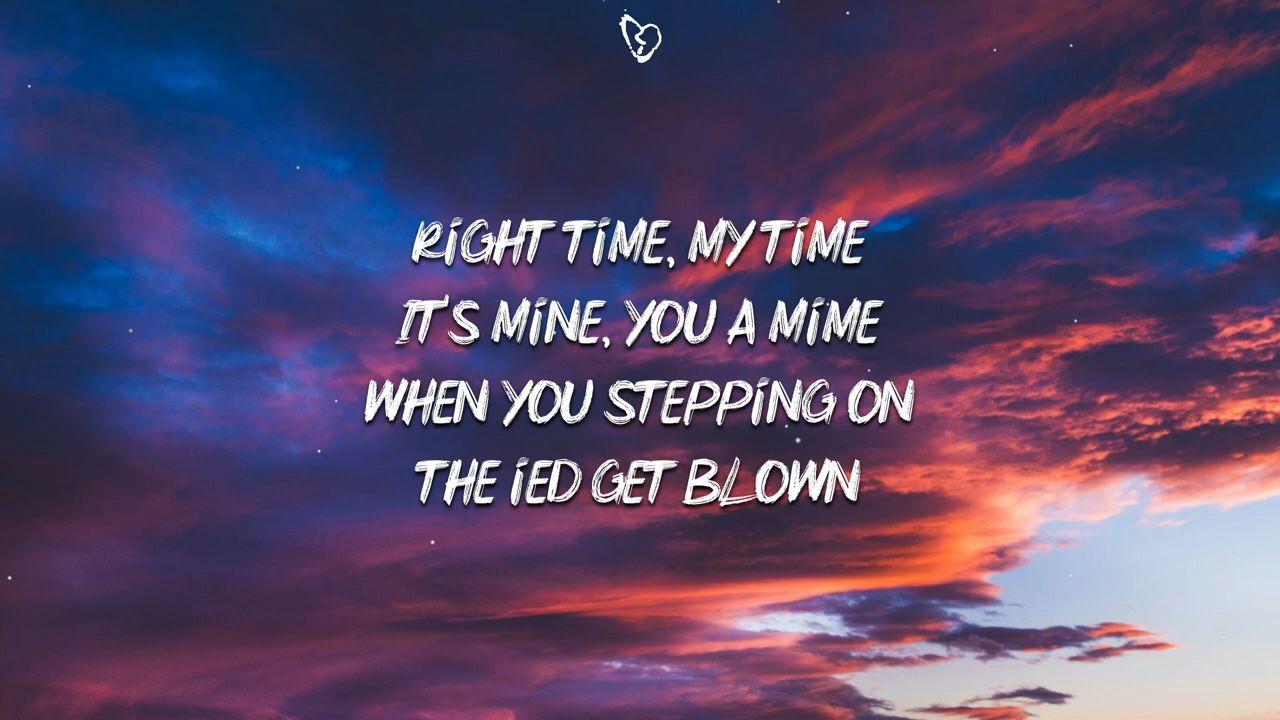 RIGHT TIME, MY TIME
IT'S MINE, YOU A MIME
WHEN YOU STEPPING ON
THE IED GET BLOWN